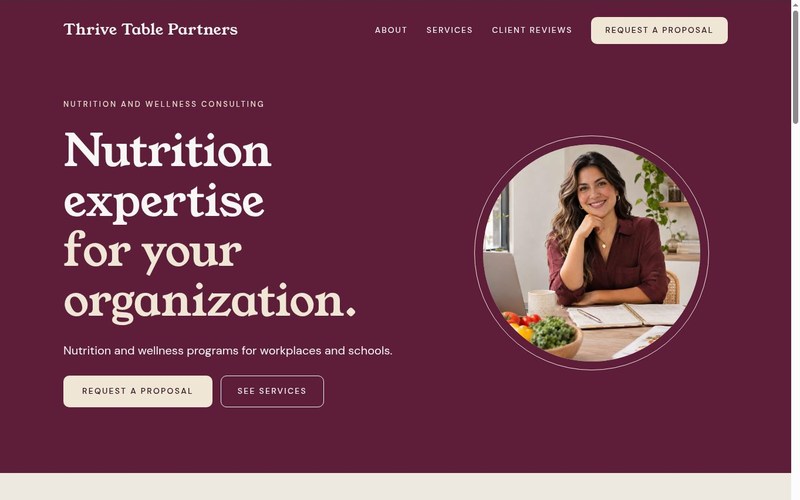 Thrive Table Partners
ABOUT
SERVICES
CLIENT REVIEWS
REQUEST A PROPOSAL
NUTRITION AND WELLNESS CONSULTING
Nutrition
expertise
for your
organization.
Nutrition and wellness programs for workplaces and schools.
REQUEST A PROPOSAL
SEE SERVICES